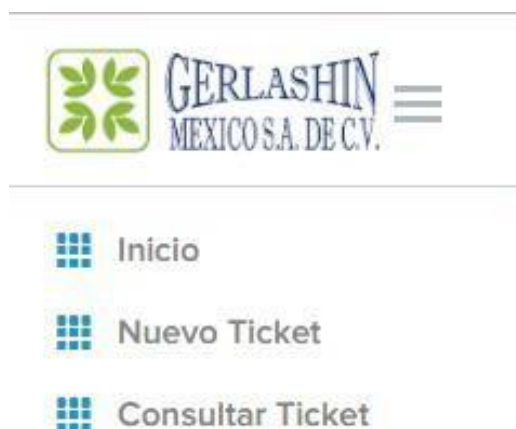 GERLASHIN
MEXICO S.A. DE C.V.
Inicio
Nuevo Ticket
Consultar Ticket